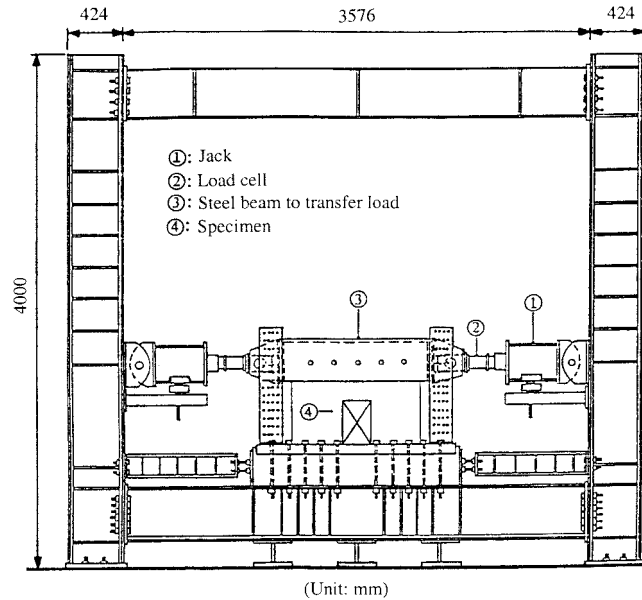 424 3576 424
①: Jack
②: Load cell
③: Steel beam to transfer load
④: Specimen
4000
③
②
①
④
(Unit: mm)